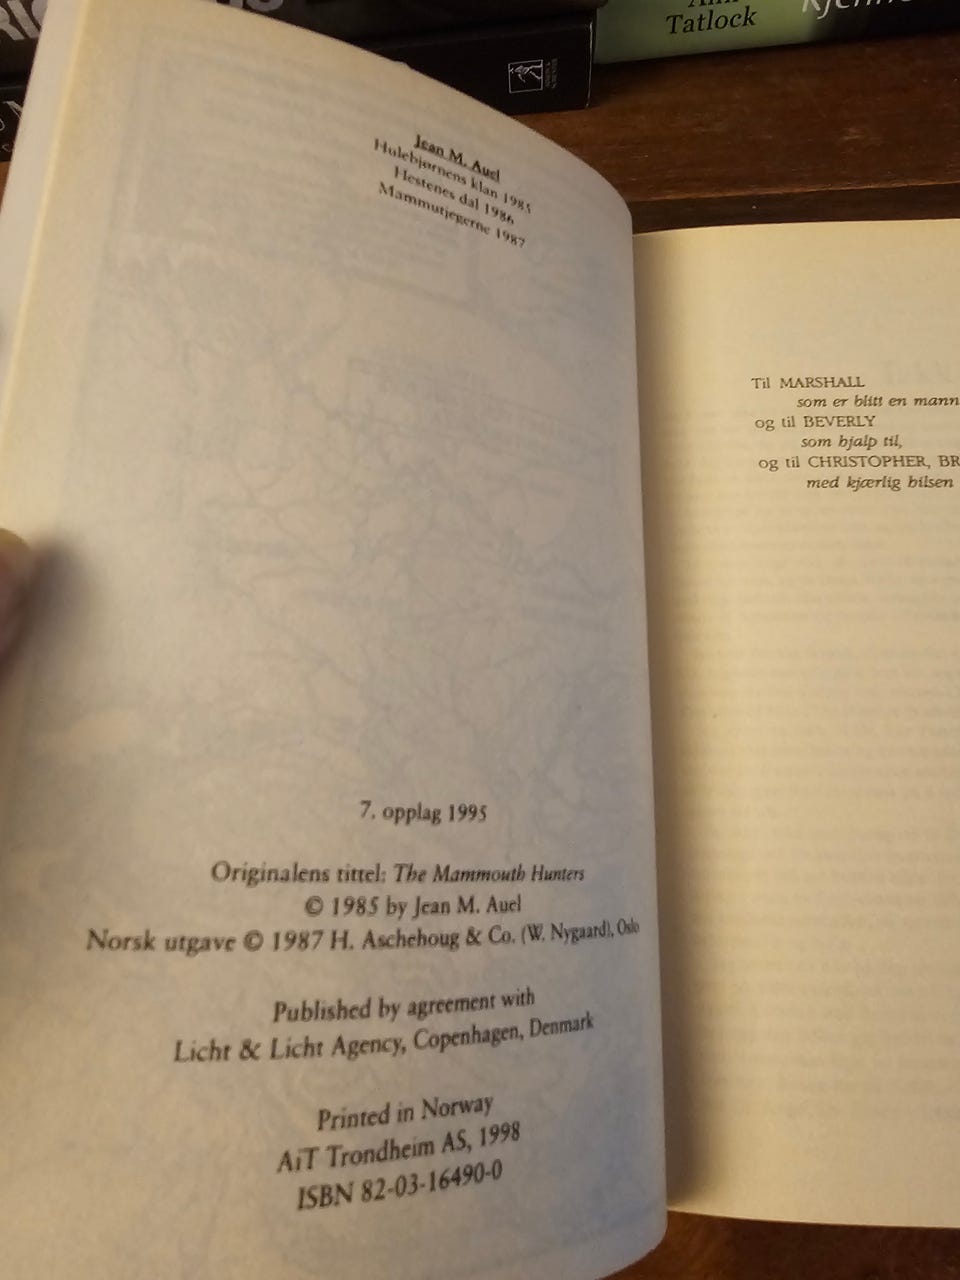 Tatlock
Jean M. Auel
Hulebjørnens klan 1985
Hestenes dal 1986
Mammutjegerne 1987
7. opplag 1995
Originalens tittel: The Mammouth Hunters
© 1985 by Jean M. Auel
Norsk utgave © 1987 H. Aschehoug & Co. (W. Nygaard), Oslo
Published by agreement with
Licht & Licht Agency, Copenhagen, Denmark
Printed in Norway
AiT Trondheim AS, 1998
ISBN 82-03-16490-0
Til MARSHALL
som er blitt en mann
og til BEVERLY
som hjalp til,
og til CHRISTOPHER, BR
med kjærlig hilsen